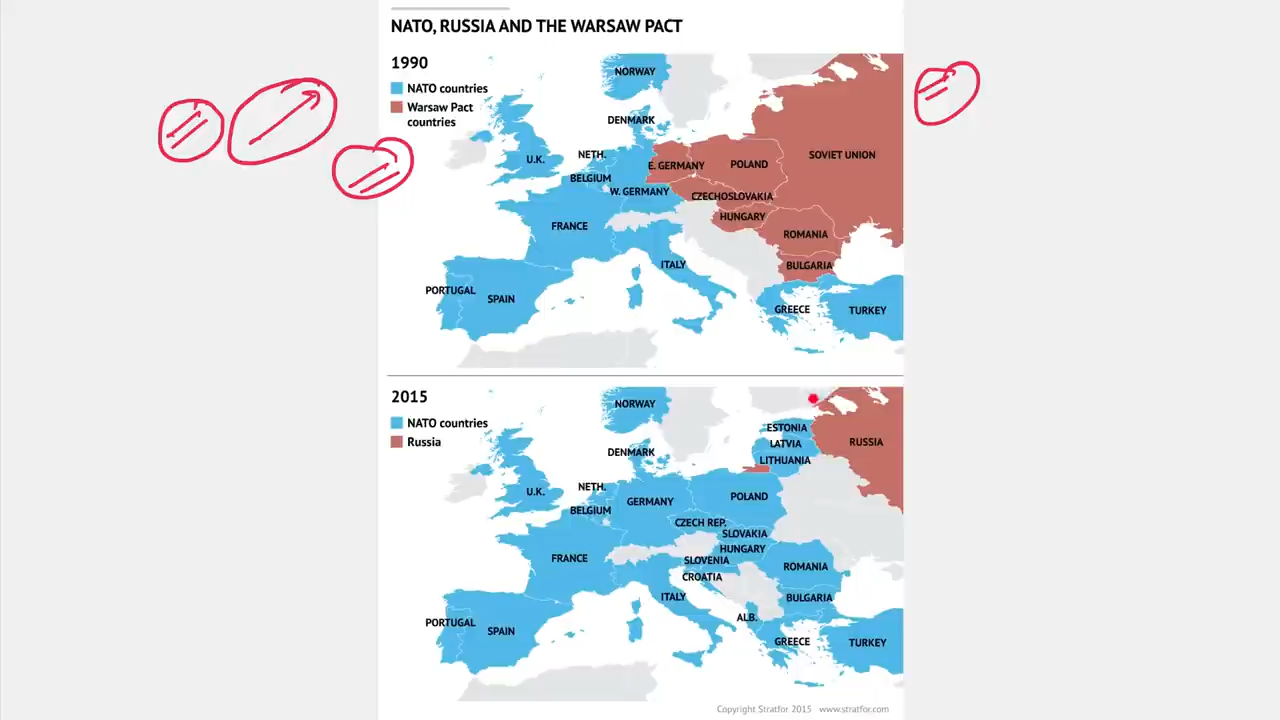 NATO, RUSSIA AND THE WARSAW PACT
1990
NATO countries
Warsaw Pact
countries
NORWAY
DENMARK
U.K.
NETH.
BELGIUM
E. GERMANY
W. GERMANY
POLAND
SOVIET UNION
CZECHOSLOVAKIA
HUNGARY
FRANCE
ROMANIA
ITALY
BULGARIA
PORTUGAL
SPAIN
GREECE
TURKEY
2015
NATO countries
Russia
NORWAY
ESTONIA
LATVIA
LITHUANIA
RUSSIA
DENMARK
U.K.
NETH.
BELGIUM
GERMANY
POLAND
CZECH REP.
SLOVAKIA
HUNGARY
FRANCE
SLOVENIA
CROATIA
ROMANIA
ITALY
BULGARIA
ALB.
PORTUGAL
SPAIN
GREECE
TURKEY
Copyright Stratfor 2015 www.stratfor.com